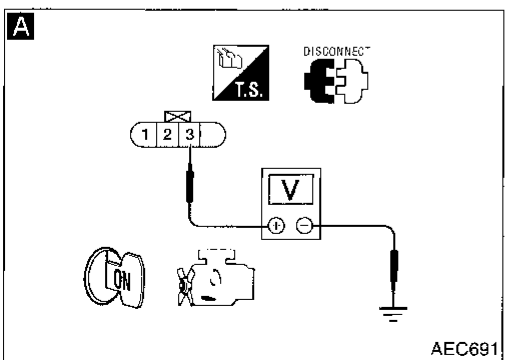 A
DISCONNECT
T.S.
1 2 3
V
+ −
ON
AEC691